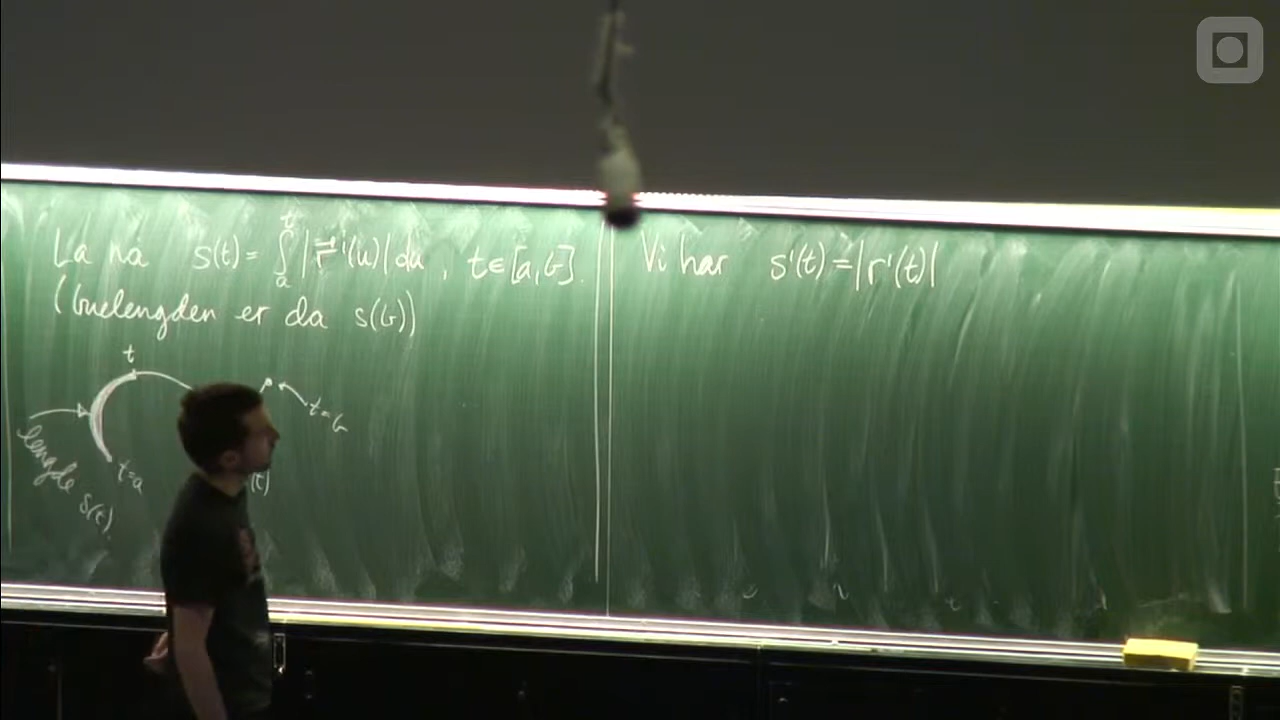 La nå s(t) = ∫ₐᵗ |r⃗'(u)| du, t∈[a,b].
(buelengden er da s(b))
t
t=b
lengde s(t)
t=a
(t)
Vi har s'(t) = |r'(t)|